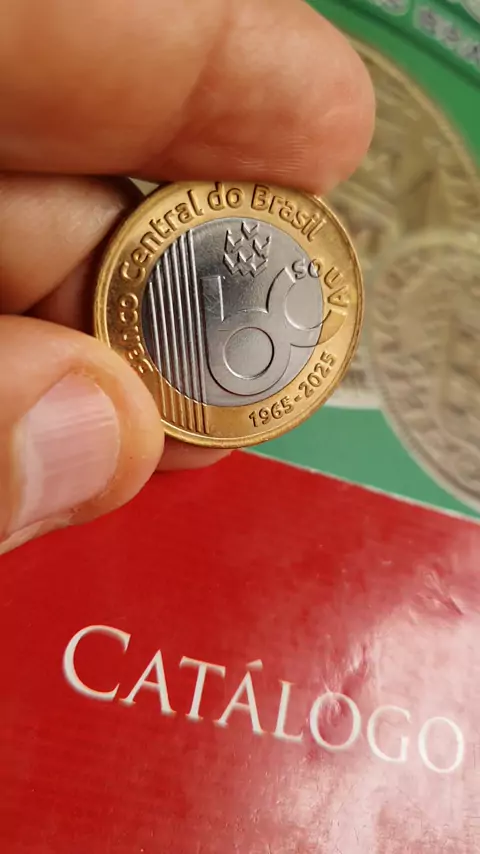 Banco Central do Brasil
60
Anos
1965-2025
CATÁLOGO